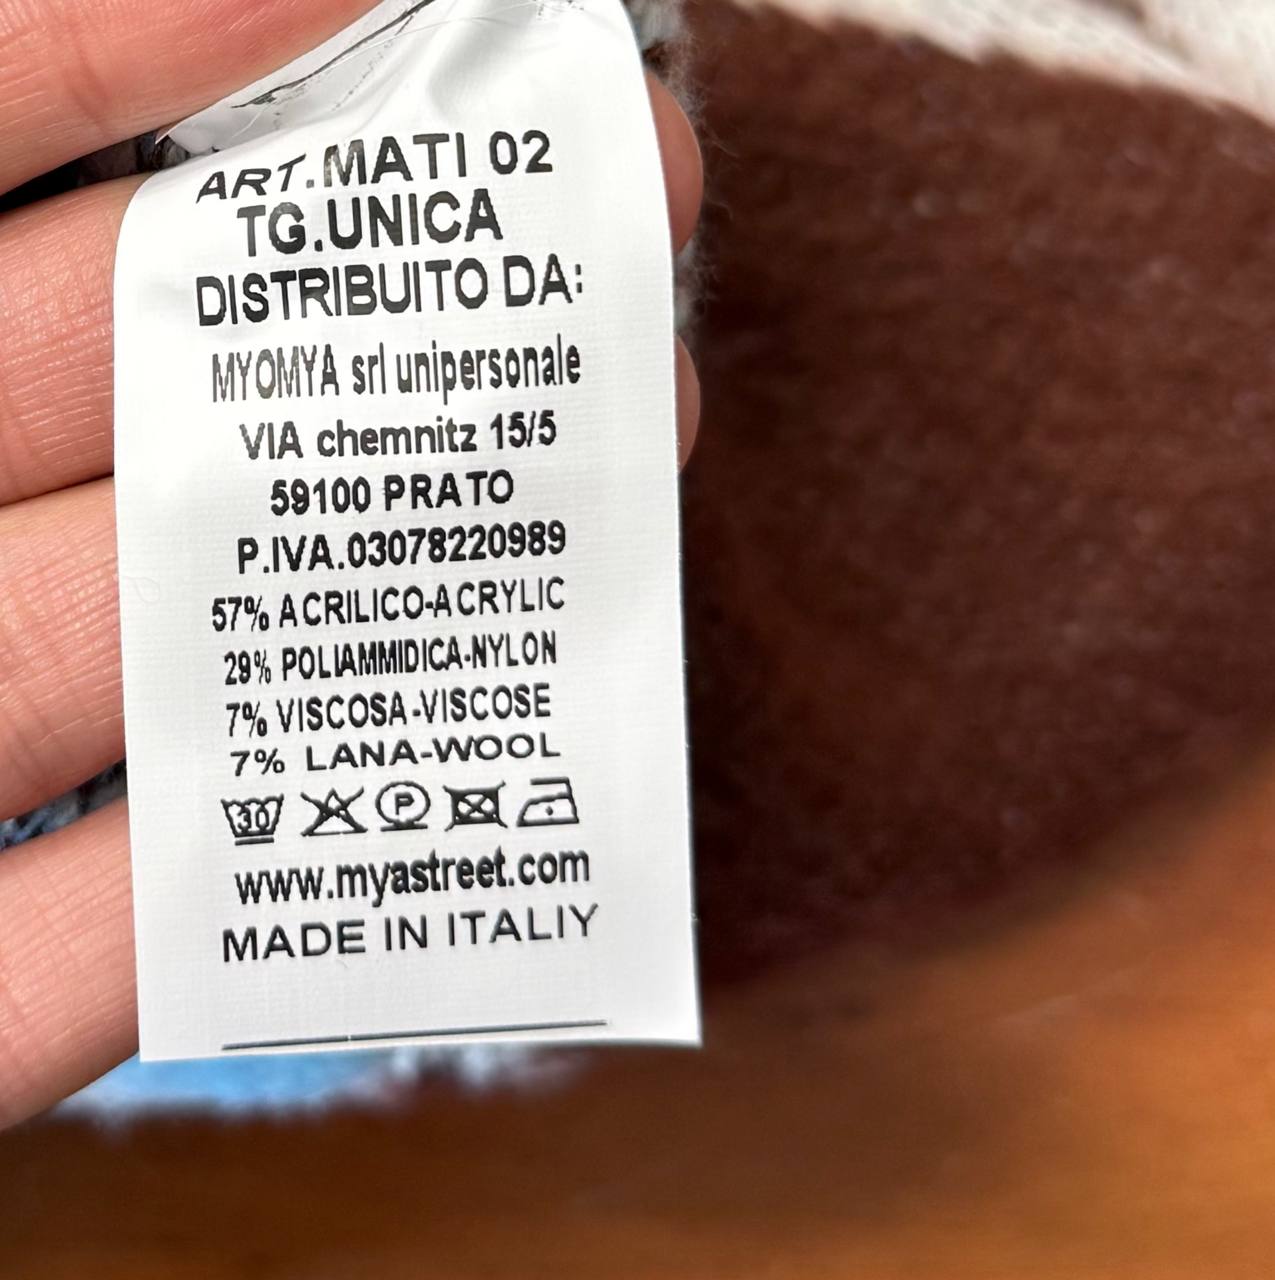 ART.MATI 02
TG.UNICA
DISTRIBUITO DA:
MYOMYA srl unipersonale
VIA chemnitz 15/5
59100 PRATO
P.IVA.03078220989
57% ACRILICO-ACRYLIC
29% POLIAMMIDICA-NYLON
7% VISCOSA-VISCOSE
7% LANA-WOOL
30 P
www.myastreet.com
MADE IN ITALIY